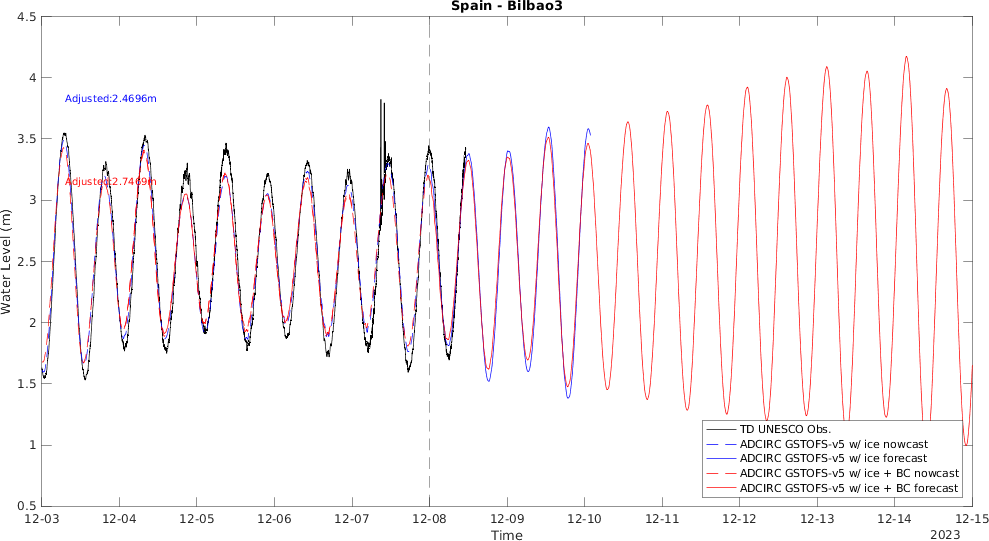 Spain - Bilbao3
4.5
4
3.5
3
2.5
2
1.5
1
0.5
Water Level (m)
Adjusted:2.4696m
Adjusted:2.7469m
TD UNESCO Obs.
ADCIRC GSTOFS-v5 w/ ice nowcast
ADCIRC GSTOFS-v5 w/ ice forecast
ADCIRC GSTOFS-v5 w/ ice + BC nowcast
ADCIRC GSTOFS-v5 w/ ice + BC forecast
12-03 12-04 12-05 12-06 12-07 12-08 12-09 12-10 12-11 12-12 12-13 12-14 12-15
Time
2023